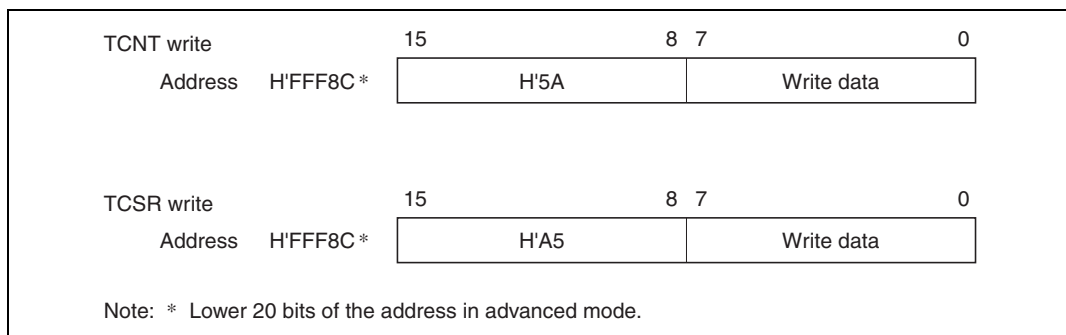 TCNT write 15 8 7 0
Address H'FFF8C * H'5A Write data
TCSR write 15 8 7 0
Address H'FFF8C * H'A5 Write data
Note: * Lower 20 bits of the address in advanced mode.